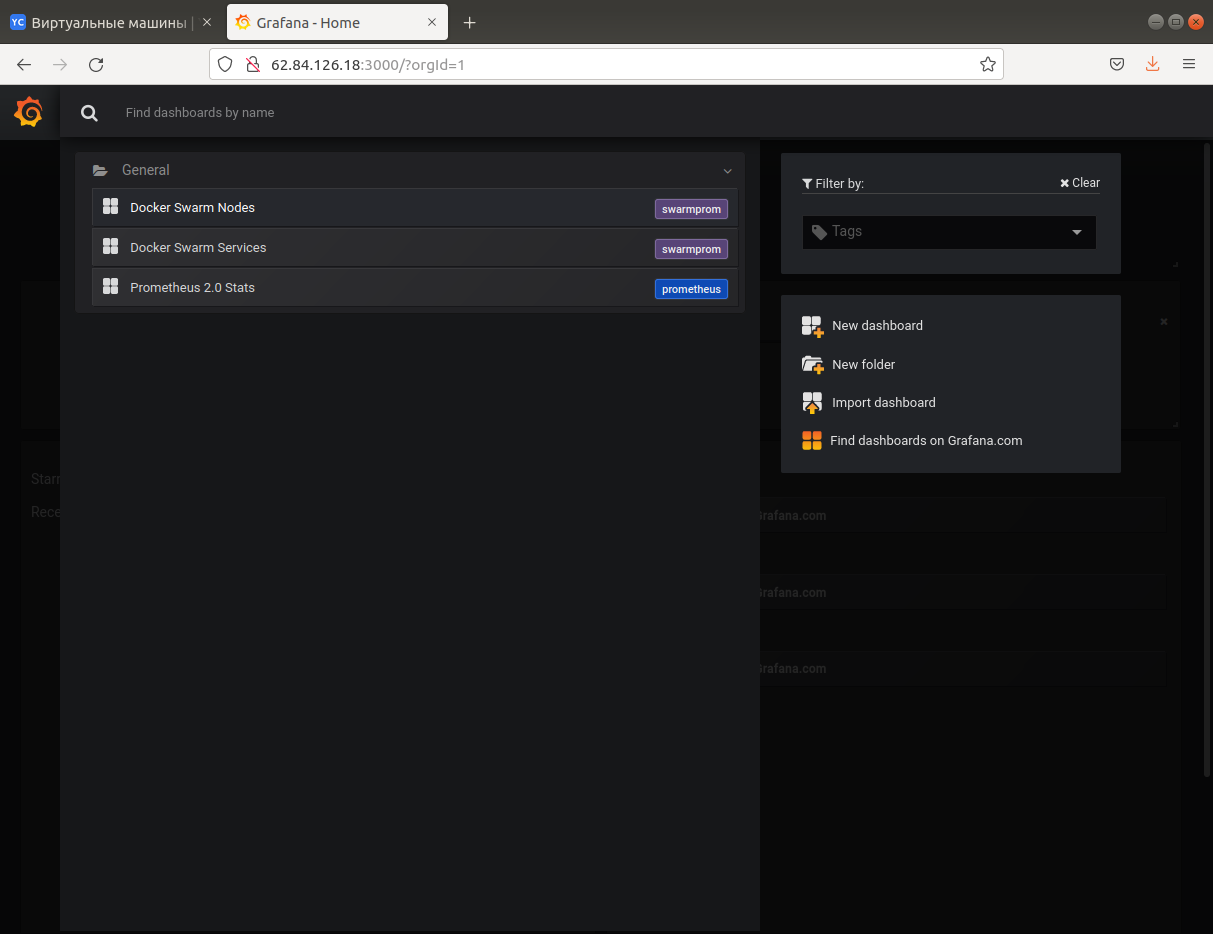 YC Виртуальные машины |
Grafana - Home
62.84.126.18:3000/?orgId=1
Find dashboards by name
General
Docker Swarm Nodes swarmprom
Docker Swarm Services swarmprom
Prometheus 2.0 Stats prometheus
Filter by: Clear
Tags
New dashboard
New folder
Import dashboard
Find dashboards on Grafana.com
Starr
Rece
Grafana.com
Grafana.com
Grafana.com